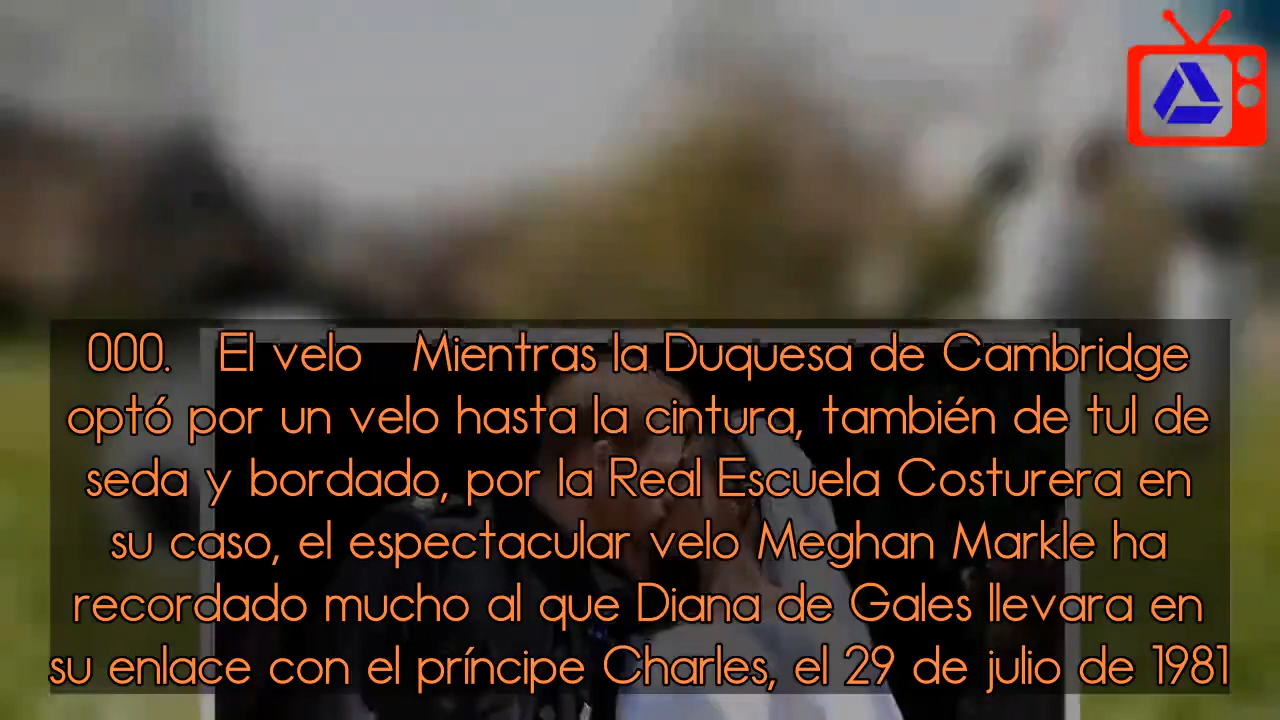 000. El velo Mientras la Duquesa de Cambridge
optó por un velo hasta la cintura, también de tul de
seda y bordado, por la Real Escuela Costurera en
su caso, el espectacular velo Meghan Markle ha
recordado mucho al que Diana de Gales llevara en
su enlace con el príncipe Charles, el 29 de julio de 1981